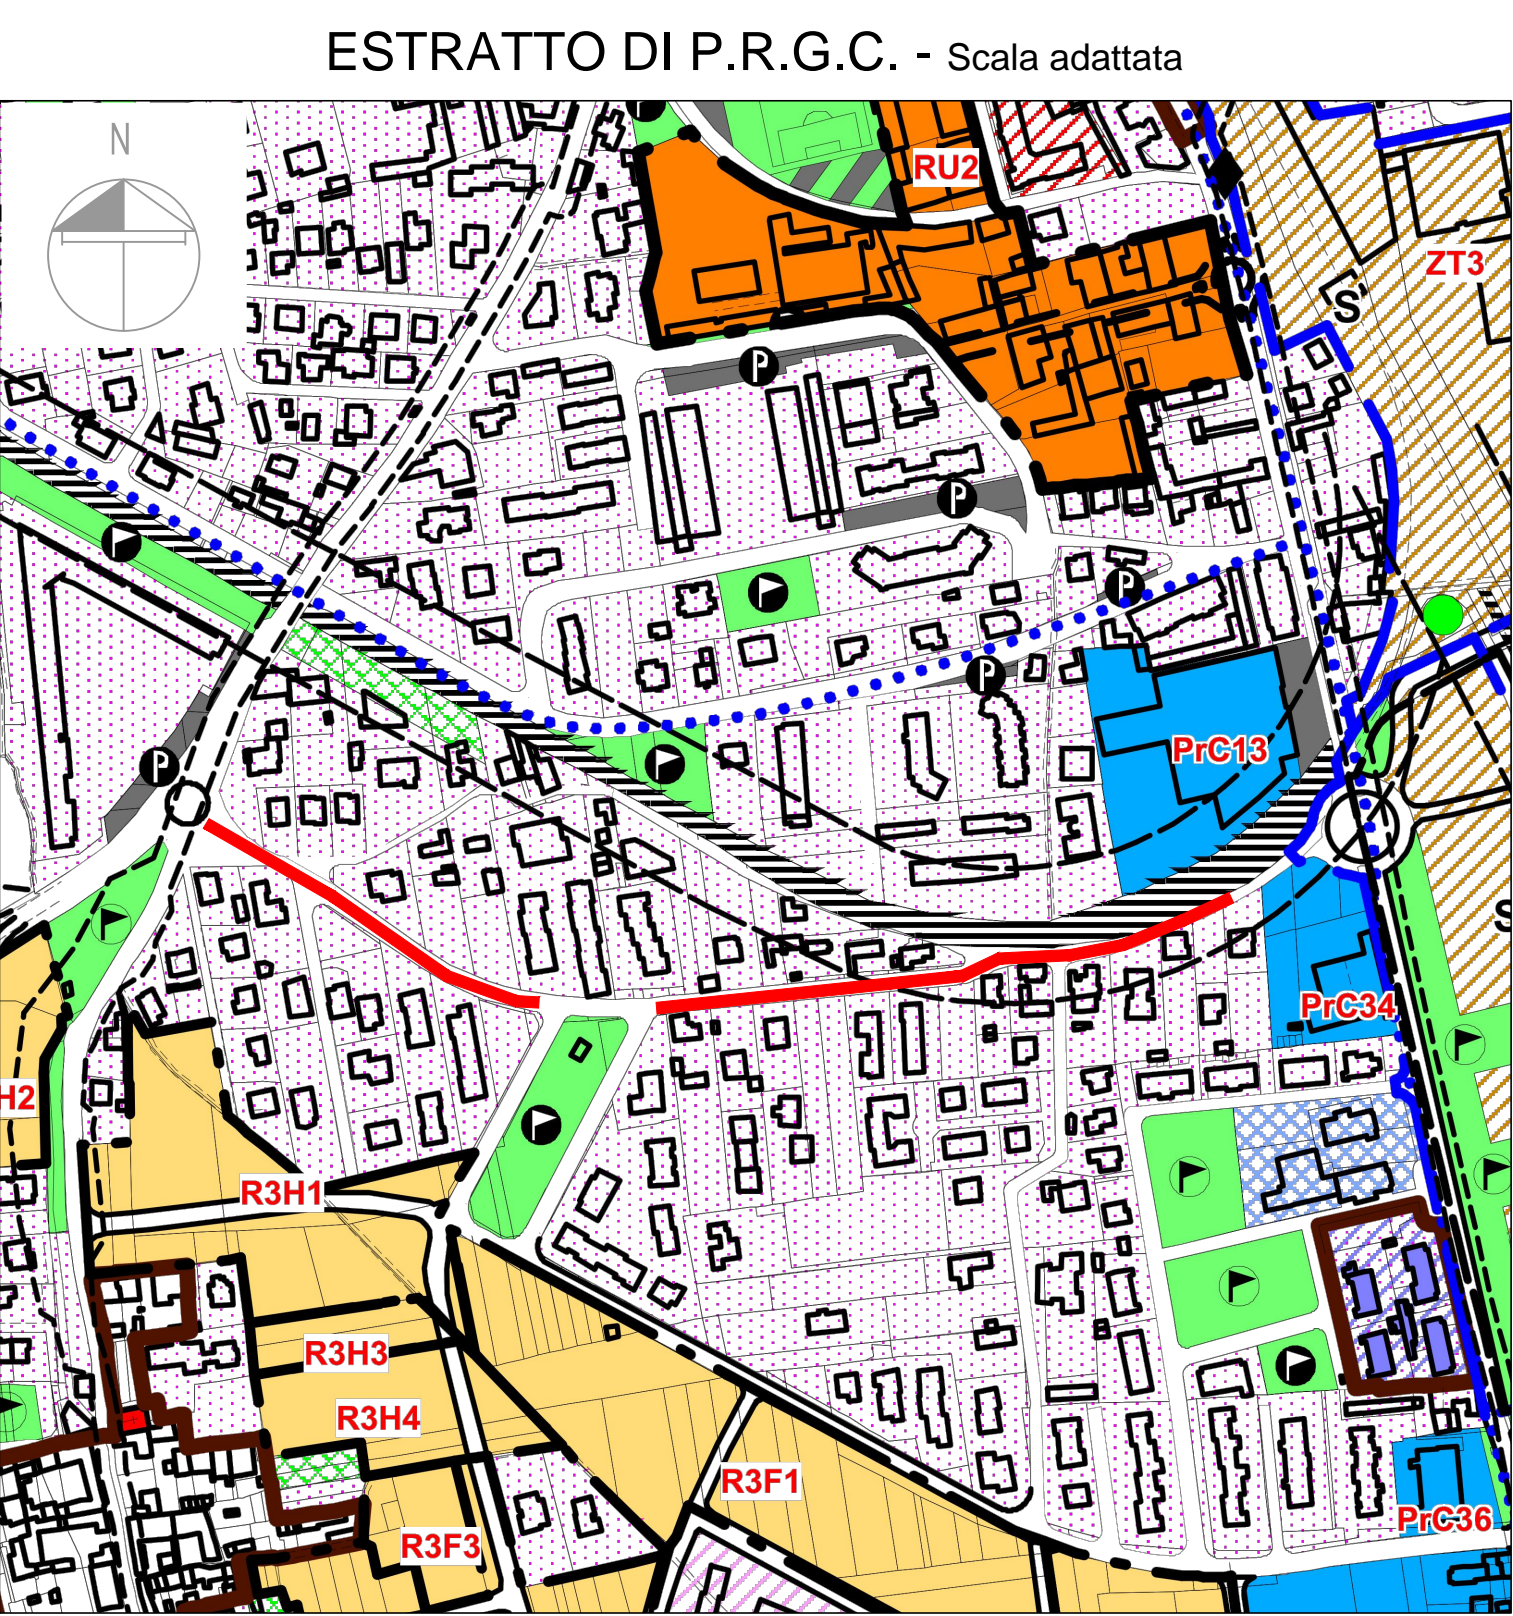 ESTRATTO DI P.R.G.C. - Scala adattata
N
RU2
ZT3
S
P
P
P
P
PrC13
P
S
PrC34
H2
R3H1
R3H3
R3H4
R3F1
PrC36
R3F3